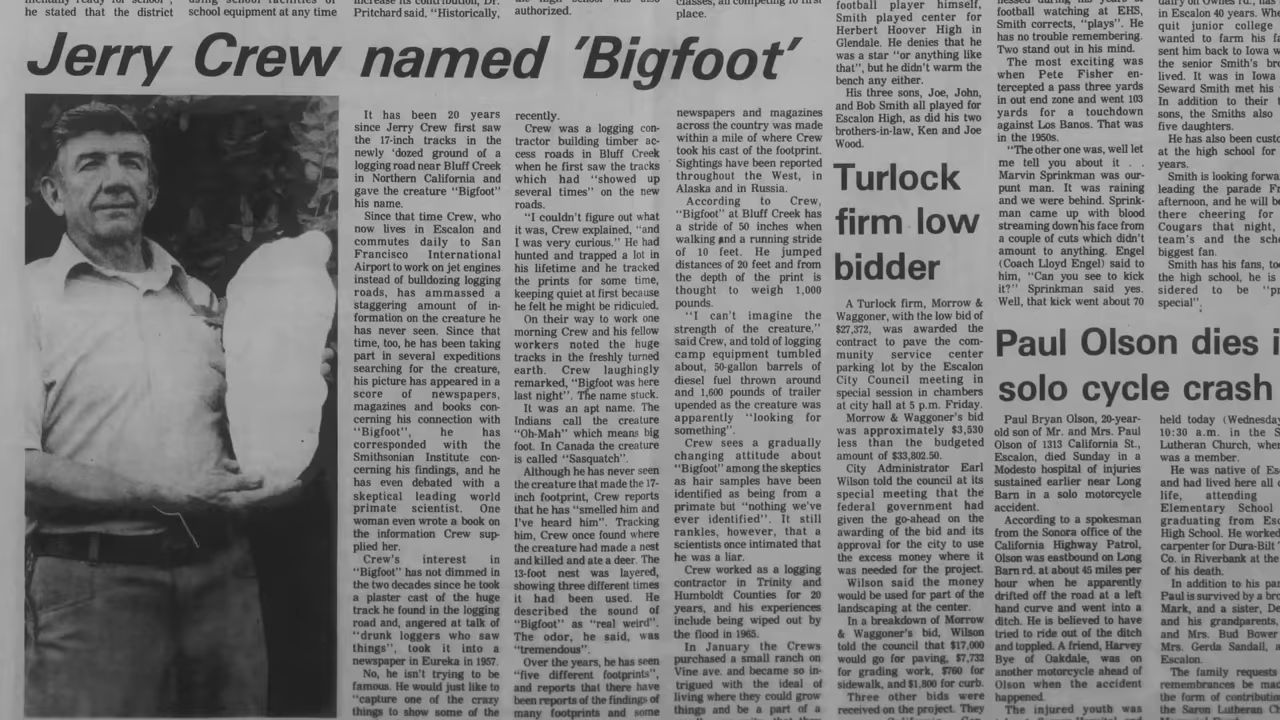 he stated that the district
school equipment at any time
Pritchard said, "Historically,
authorized.
place.
Jerry Crew named 'Bigfoot'
It has been 20 years
since Jerry Crew first saw
the 17-inch tracks in the
newly 'dozed ground of a
logging road near Bluff Creek
in Northern California and
gave the creature "Bigfoot"
his name.
Since that time Crew, who
now lives in Escalon and
commutes daily to San
Francisco International
Airport to work on jet engines
instead of bulldozing logging
roads, has ammassed a
staggering amount of in-
formation on the creature he
has never seen. Since that
time, too, he has been taking
part in several expeditions
searching for the creature,
his picture has appeared in a
score of newspapers,
magazines and books con-
cerning his connection with
"Bigfoot", he has
corresponded with the
Smithsonian Institute con-
cerning his findings, and he
has even debated with a
skeptical leading world
primate scientist. One
woman even wrote a book on
the information Crew sup-
plied her.
Crew's interest in
"Bigfoot" has not dimmed in
the two decades since he took
a plaster cast of the huge
track he found in the logging
road and, angered at talk of
"drunk loggers who saw
things", took it into a
newspaper in Eureka in 1957.
No, he isn't trying to be
famous. He would just like to
"capture one of the crazy
things to show some of the
recently.
Crew was a logging con-
tractor building timber ac-
cess roads in Bluff Creek
when he first saw the tracks
which had "showed up
several times" on the new
roads.
"I couldn't figure out what
it was, Crew explained, "and
I was very curious." He had
hunted and trapped a lot in
his lifetime and he tracked
the prints for some time,
keeping quiet at first because
he felt he might be ridiculed.
On their way to work one
morning Crew and his fellow
workers noted the huge
tracks in the freshly turned
earth. Crew laughingly
remarked, "Bigfoot was here
last night". The name stuck.
It was an apt name. The
Indians call the creature
"Oh-Mah" which means big
foot. In Canada the creature
is called "Sasquatch".
Although he has never seen
the creature that made the 17-
inch footprint, Crew reports
that he has "smelled him and
I've heard him". Tracking
him, Crew once found where
the creature had made a nest
and killed and ate a deer. The
13-foot nest was layered,
showing three different times
it had been used. He
described the sound of
"Bigfoot" as "real weird".
The odor, he said, was
"tremendous".
Over the years, he has seen
"five different footprints",
and reports that there have
been reports of the findings of
many footprints and some
newspapers and magazines
across the country was made
within a mile of where Crew
took his cast of the footprint.
Sightings have been reported
throughout the West, in
Alaska and in Russia.
According to Crew,
"Bigfoot" at Bluff Creek has
a stride of 50 inches when
walking and a running stride
of 10 feet. He jumped
distances of 20 feet and from
the depth of the print is
thought to weigh 1,000
pounds.
"I can't imagine the
strength of the creature,"
said Crew, and told of logging
camp equipment tumbled
about, 50-gallon barrels of
diesel fuel thrown around
and 1,600 pounds of trailer
upended as the creature was
apparently "looking for
something".
Crew sees a gradually
changing attitude about
"Bigfoot" among the skeptics
as hair samples have been
identified as being from a
primate but "nothing we've
ever identified". It still
rankles, however, that a
scientists once intimated that
he was a liar.
Crew worked as a logging
contractor in Trinity and
Humboldt Counties for 20
years, and his experiences
include being wiped out by
the flood in 1965.
In January the Crews
purchased a small ranch on
Vine ave. and became so in-
trigued with the ideal of
living where they could grow
things and be a part of a
football player himself,
Smith played center for
Herbert Hoover High in
Glendale. He denies that he
was a star "or anything like
that", but he didn't warm the
bench any either.
His three sons, Joe, John,
and Bob Smith all played for
Escalon High, as did his two
brothers-in-law, Ken and Joe
Wood.
Turlock
firm low
bidder
A Turlock firm, Morrow &
Waggoner, with the low bid of
$27,372, was awarded the
contract to pave the com-
munity service center
parking lot by the Escalon
City Council meeting in
special session in chambers
at city hall at 5 p.m. Friday.
Morrow & Waggoner's bid
was approximately $3,530
less than the budgeted
amount of $33,802.50.
City Administrator Earl
Wilson told the council at its
special meeting that the
federal government had
given the go-ahead on the
awarding of the bid and its
approval for the city to use
the excess money where it
was needed for the project.
Wilson said the money
would be used for part of the
landscaping at the center.
In a breakdown of Morrow
& Waggoner's bid, Wilson
told the council that $17,000
would go for paving, $7,732
for grading work, $760 for
sidewalk, and $1,800 for curb.
Three other bids were
received on the project. They
football watching at EHS,
Smith corrects, "plays". He
has no trouble remembering.
Two stand out in his mind.
The most exciting was
when Pete Fisher en-
tercepted a pass three yards
in out end zone and went 103
yards for a touchdown
against Los Banos. That was
in the 1950s.
"The other one was, well let
me tell you about it . .
Marvin Sprinkman was our-
punt man. It was raining
and we were behind. Sprink-
man came up with blood
streaming down his face from
a couple of cuts which didn't
amount to anything. Engel
(Coach Lloyd Engel) said to
him, "Can you see to kick
it?" Sprinkman said yes.
Well, that kick went about 70
in Escalon 40 years.
quit junior college
wanted to farm his
sent him back to Iowa
the senior Smith's
lived. It was in Iowa
Seward Smith met his
In addition to their
sons, the Smiths also
five daughters.
He has also been
at the high school for
years.
Smith is looking
leading the parade
afternoon, and he will
there cheering for
Cougars that night,
team's and the
biggest fan.
Smith has his fans,
the high school, he is
sidered to be
special".
Paul Olson dies
solo cycle crash
Paul Bryan Olson, 20-year-
old son of Mr. and Mrs. Paul
Olson of 1313 California St.,
Escalon, died Sunday in a
Modesto hospital of injuries
sustained earlier near Long
Barn in a solo motorcycle
accident.
According to a spokesman
from the Sonora office of the
California Highway Patrol,
Olson was eastbound on Long
Barn rd. at about 45 miles per
hour when he apparently
drifted off the road at a left
hand curve and went into a
ditch. He is believed to have
tried to ride out of the ditch
and toppled. A friend, Harvey
Bye of Oakdale, was on
another motorcycle ahead of
Olson when the accident
happened.
The injured youth was
held today (Wednesday
10:30 a.m. in the
Lutheran Church,
was a member.
He was native of
and had lived here all
life, attending
Elementary School
graduating from
High School. He worked
carpenter for Dura-Bilt
Co. in Riverbank at the
of his death.
In addition to his
Paul is survived by a
Mark, and a sister,
and his grandparents,
and Mrs. Bud Bower
Mrs. Gerda Sandall,
Escalon.
The family requests
remembrances be
the form of
the Saron Lutheran